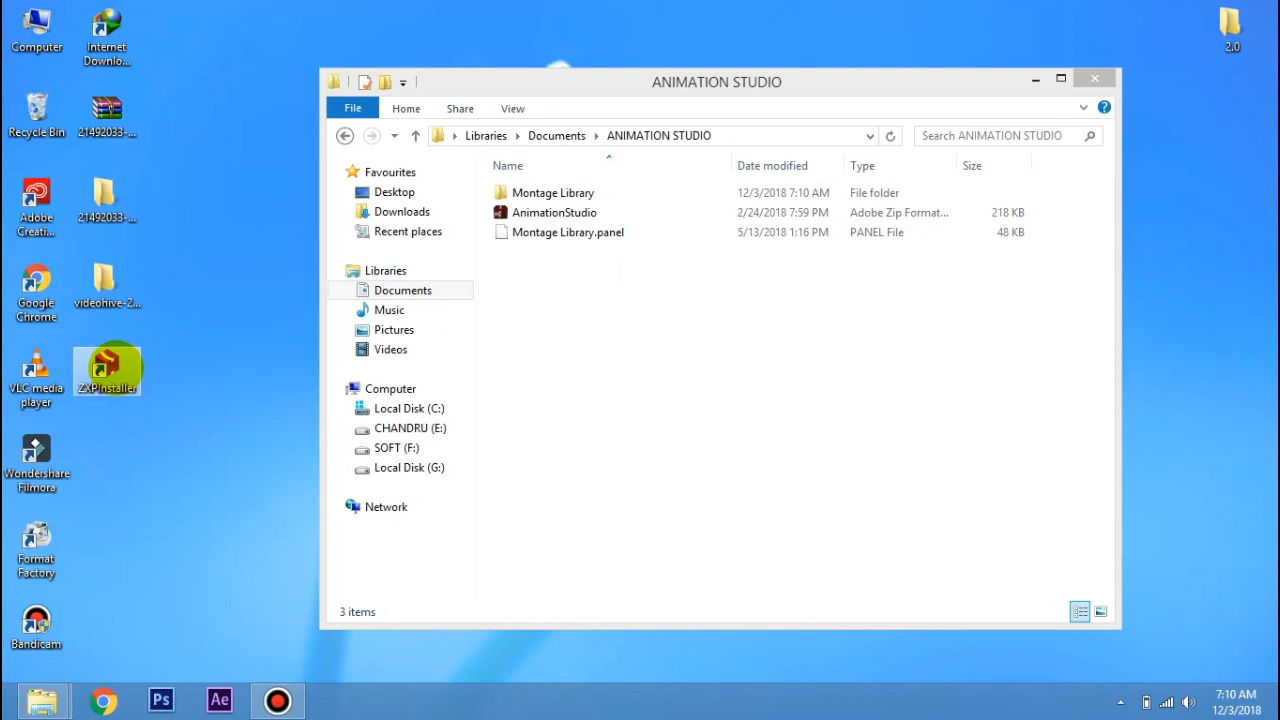 Computer
Internet
Downlo...
2.0
Recycle Bin
21492033-...
Adobe
Creati...
21492033-...
Google
Chrome
videohive-2...
VLC media
player
ZXPInstaller
Wondershare
Filmora
Format
Factory
Bandicam
ANIMATION STUDIO
File
Home
Share
View
Libraries
Documents
ANIMATION STUDIO
Search ANIMATION STUDIO
Name
Date modified
Type
Size
Montage Library
12/3/2018 7:10 AM
File folder
AnimationStudio
2/24/2018 7:59 PM
Adobe Zip Format...
218 KB
Montage Library.panel
5/13/2018 1:16 PM
PANEL File
48 KB
Favourites
Desktop
Downloads
Recent places
Libraries
Documents
Music
Pictures
Videos
Computer
Local Disk (C:)
CHANDRU (E:)
SOFT (F:)
Local Disk (G:)
Network
3 items
Ps
Ae
7:10 AM
12/3/2018